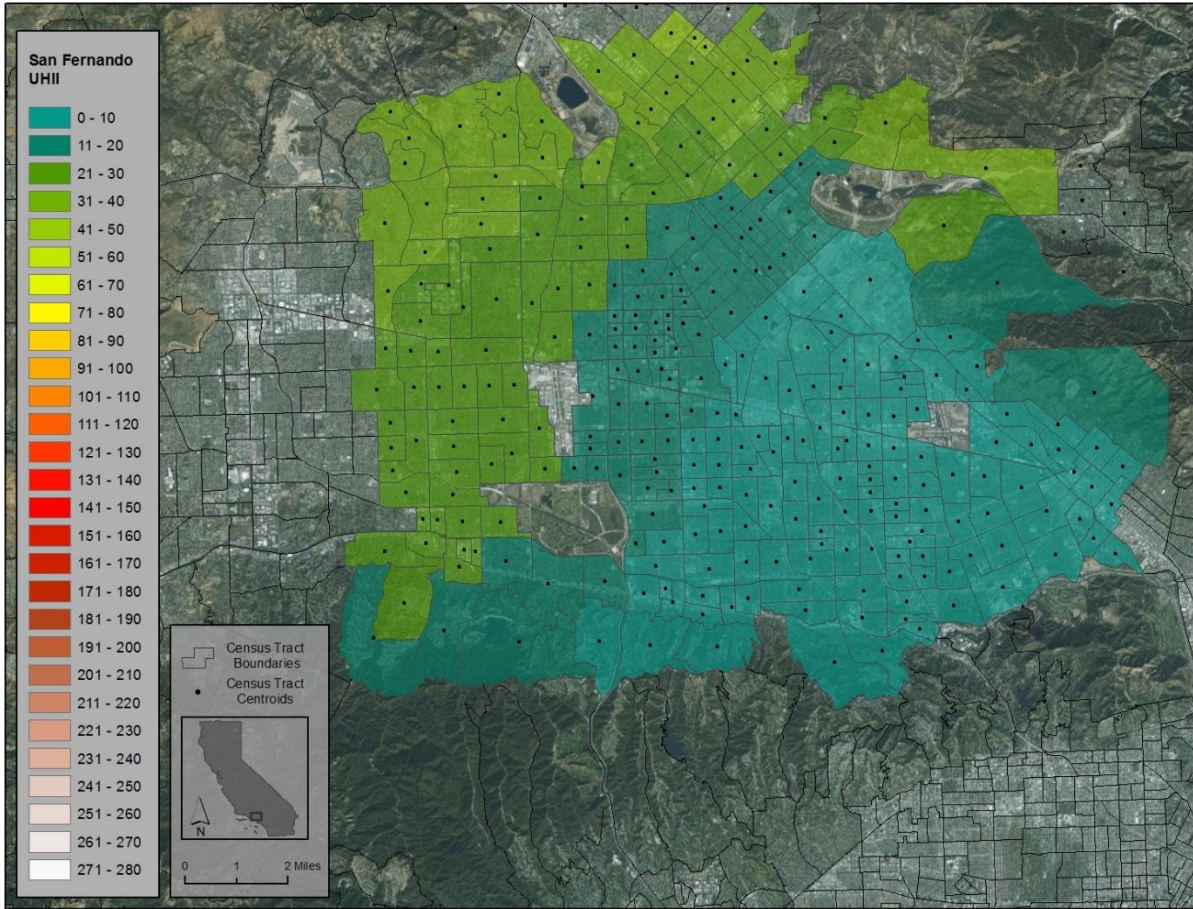 San Fernando
UHII
0 - 10
11 - 20
21 - 30
31 - 40
41 - 50
51 - 60
61 - 70
71 - 80
81 - 90
91 - 100
101 - 110
111 - 120
121 - 130
131 - 140
141 - 150
151 - 160
161 - 170
171 - 180
181 - 190
191 - 200
201 - 210
211 - 220
221 - 230
231 - 240
241 - 250
251 - 260
261 - 270
271 - 280
Census Tract
Boundaries
Census Tract
Centroids
N
0 1 2 Miles